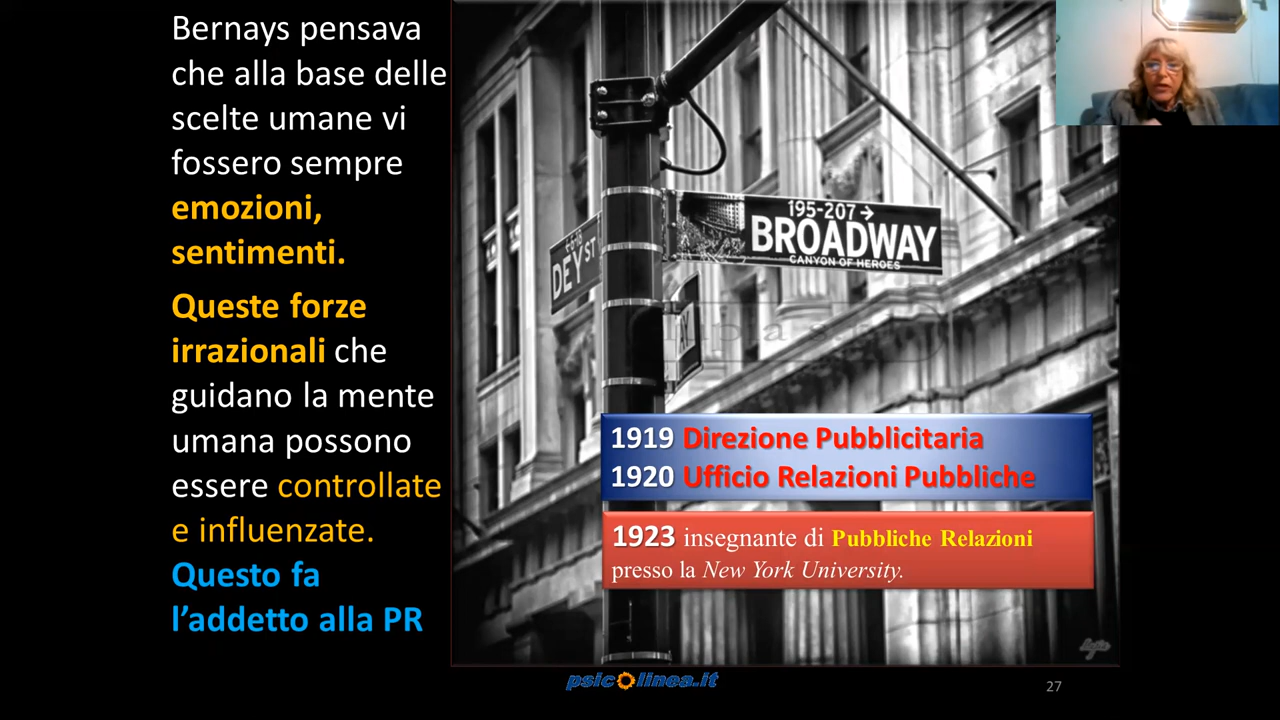 Bernays pensava
che alla base delle
scelte umane vi
fossero sempre
emozioni,
sentimenti.
Queste forze
irrazionali che
guidano la mente
umana possono
essere controllate
e influenzate.
Questo fa
l’addetto alla PR
195-207→
BROADWAY
CANYON OF HEROES
DEY ST
1919 Direzione Pubblicitaria
1920 Ufficio Relazioni Pubbliche
1923 insegnante di Pubbliche Relazioni
presso la New York University.
psicolinea.it
27